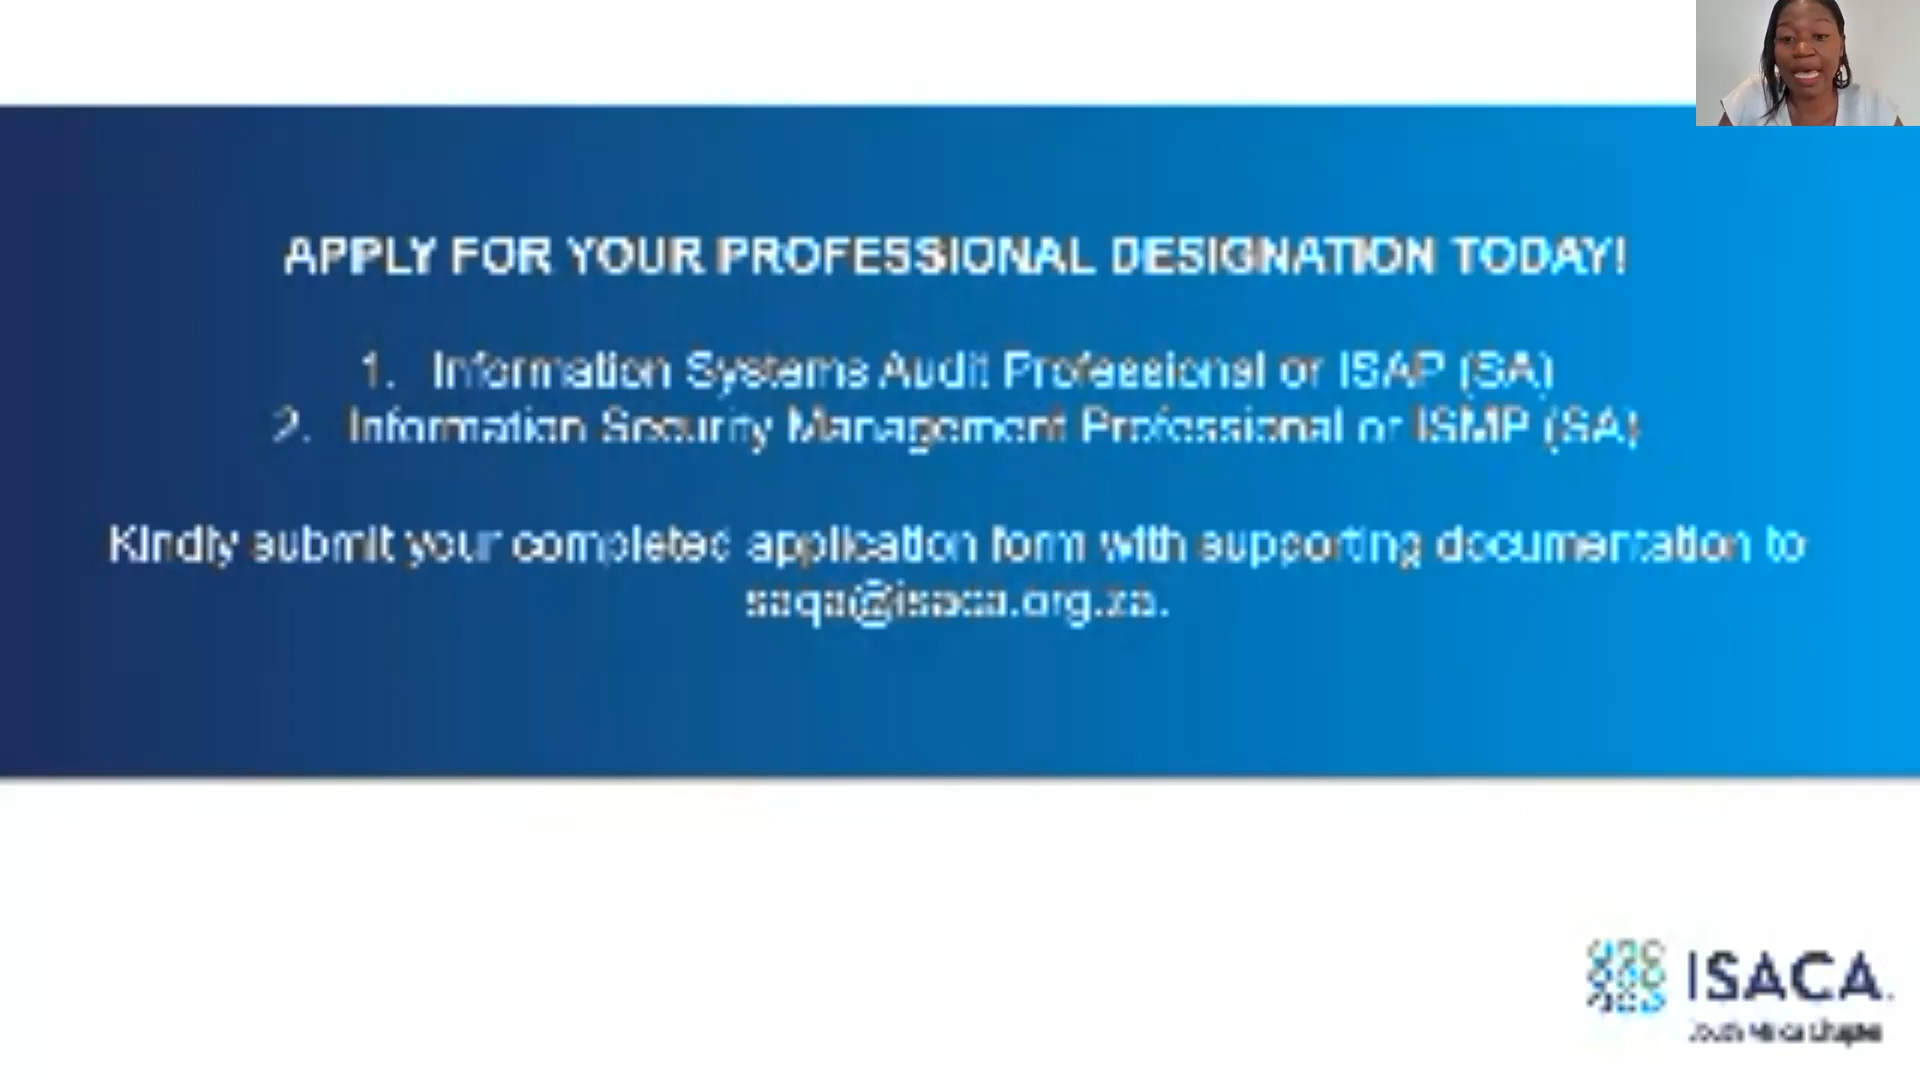 APPLY FOR YOUR PROFESSIONAL DESIGNATION TODAY!
1. Information Systems Audit Professional or ISAP (SA)
2. Information Security Management Professional or ISMP (SA)
Kindly submit your completed application form with supporting documentation to
saqa@isaca.org.za.
ISACA.
South Africa Chapter